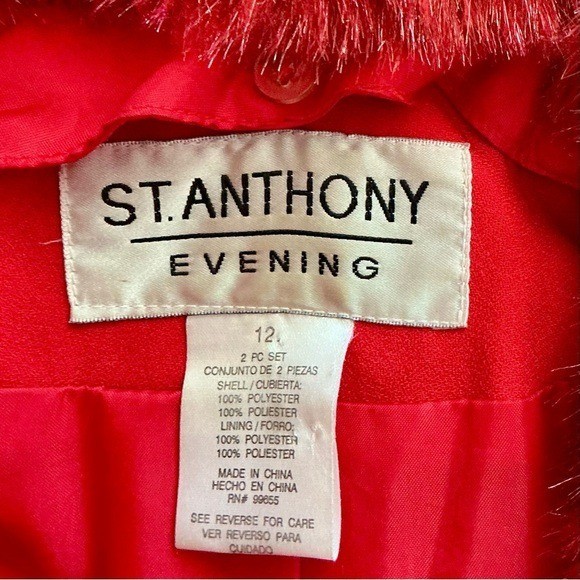 ST. ANTHONY
EVENING
12.
2 PC SET
CONJUNTO DE 2 PIEZAS
SHELL / CUBIERTA:
100% POLYESTER
100% POLIESTER
LINING / FORRO:
100% POLYESTER
100% POLIESTER
MADE IN CHINA
HECHO EN CHINA
RN# 99655
SEE REVERSE FOR CARE
VER REVERSO PARA
CUIDADO